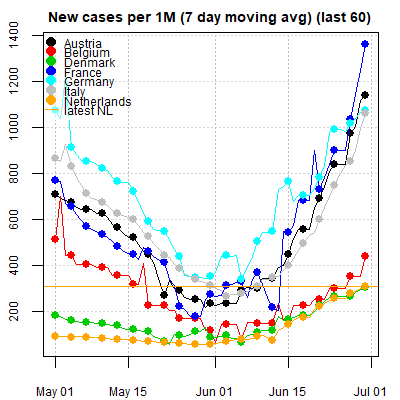 New cases per 1M (7 day moving avg) (last 60)
1400
1200
1000
800
600
400
200
Austria
Belgium
Denmark
France
Germany
Italy
Netherlands
latest NL
May 01
May 15
Jun 01
Jun 15
Jul 01